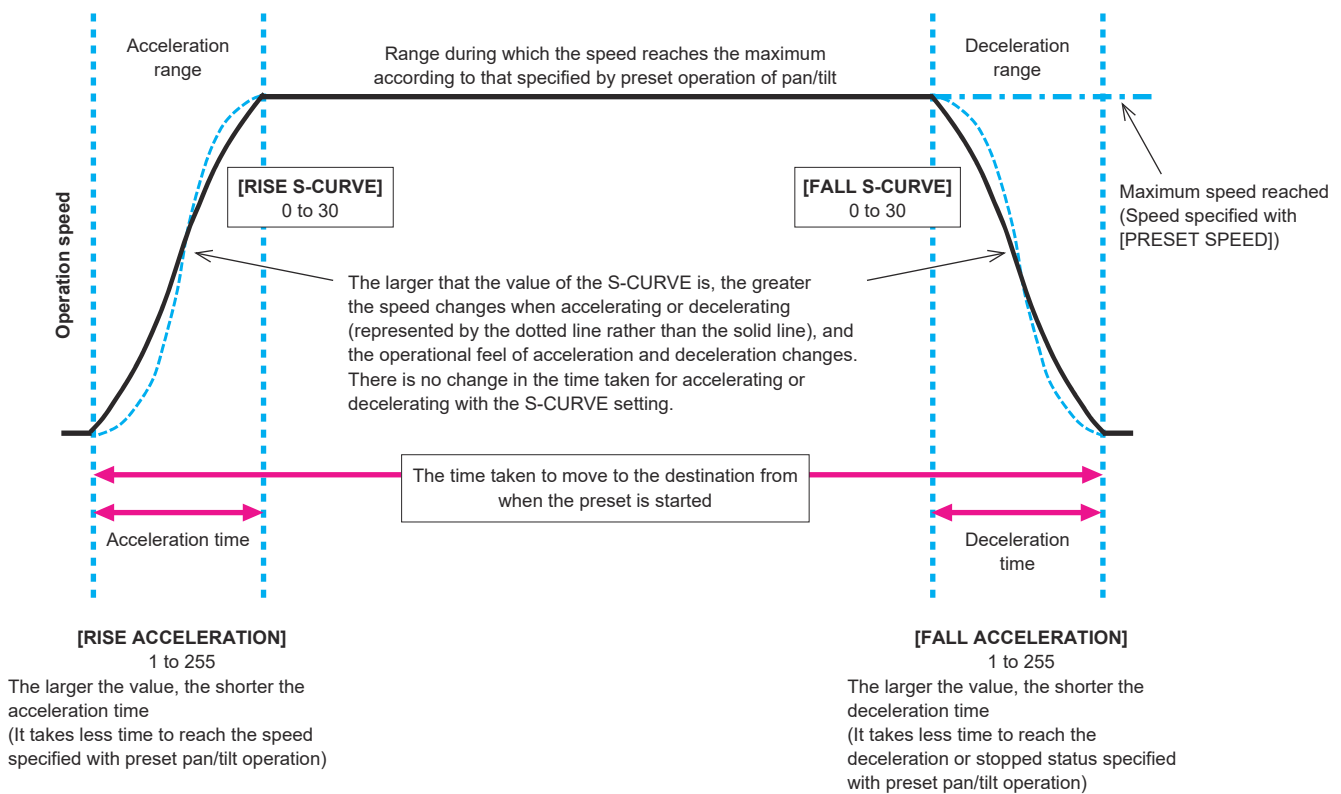 Acceleration
range
Range during which the speed reaches the maximum
according to that specified by preset operation of pan/tilt
Deceleration
range
[RISE S-CURVE]
0 to 30
[FALL S-CURVE]
0 to 30
Maximum speed reached
(Speed specified with
[PRESET SPEED])
Operation speed
The larger that the value of the S-CURVE is, the greater
the speed changes when accelerating or decelerating
(represented by the dotted line rather than the solid line), and
the operational feel of acceleration and deceleration changes.
There is no change in the time taken for accelerating or
decelerating with the S-CURVE setting.
The time taken to move to the destination from
when the preset is started
Acceleration time
Deceleration
time
[RISE ACCELERATION]
1 to 255
The larger the value, the shorter the
acceleration time
(It takes less time to reach the speed
specified with preset pan/tilt operation)
[FALL ACCELERATION]
1 to 255
The larger the value, the shorter the
deceleration time
(It takes less time to reach the
deceleration or stopped status specified
with preset pan/tilt operation)